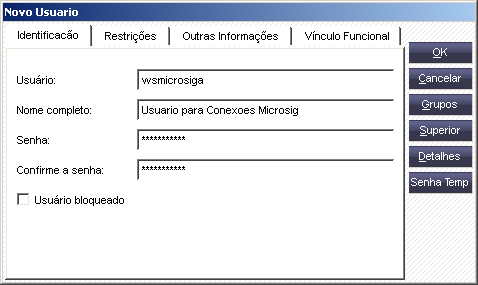 Novo Usuario
Identificacão Restrições Outras Informações Vínculo Funcional
Usuário: wsmicrosiga
Nome completo: Usuario para Conexoes Microsig
Senha: ***********
Confirme a senha: ***********
Usuário bloqueado
OK
Cancelar
Grupos
Superior
Detalhes
Senha Temp